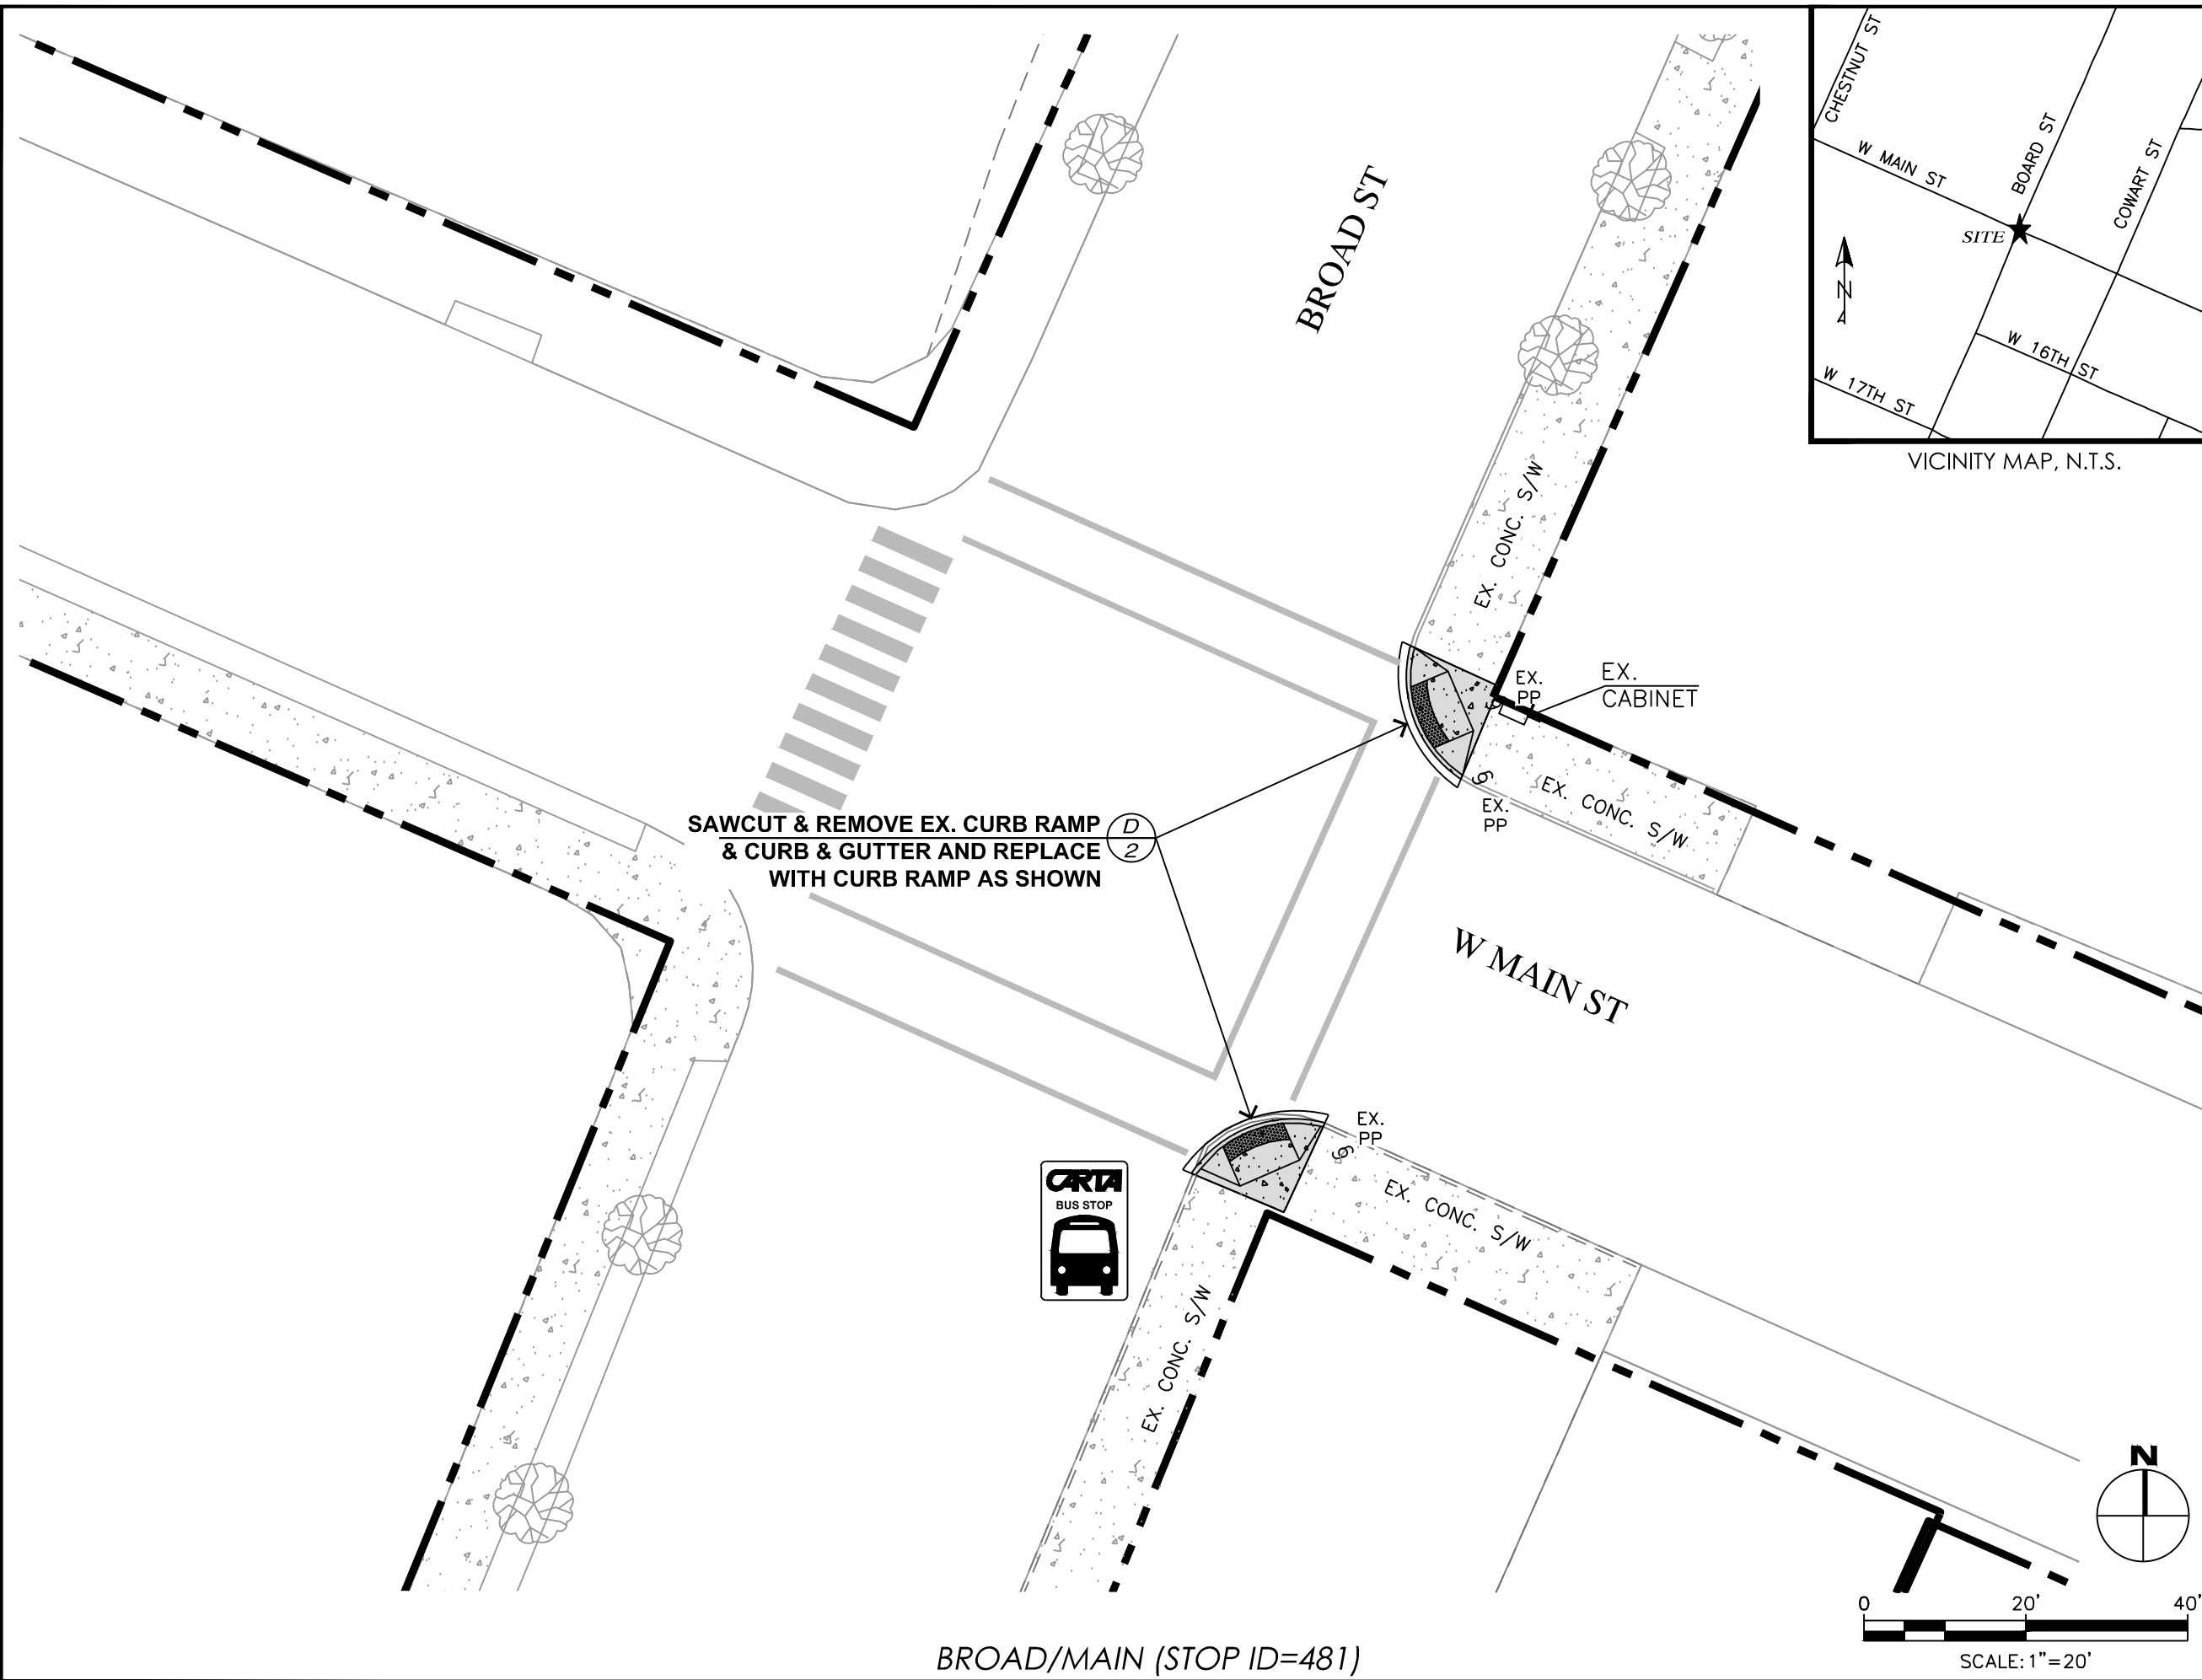 CHESTNUT ST
W MAIN ST
BOARD ST
COWART ST
SITE
N
W 16TH ST
W 17TH ST
VICINITY MAP, N.T.S.
BROAD ST
EX. CONC. S/W
EX.
PP
EX.
CABINET
EX. CONC. S/W
EX.
PP
SAWCUT & REMOVE EX. CURB RAMP
& CURB & GUTTER AND REPLACE
WITH CURB RAMP AS SHOWN
D
2
W MAIN ST
EX.
PP
CARTA
BUS STOP
EX. CONC. S/W
EX. CONC. S/W
N
0 20' 40'
SCALE: 1"=20'
BROAD/MAIN (STOP ID=481)